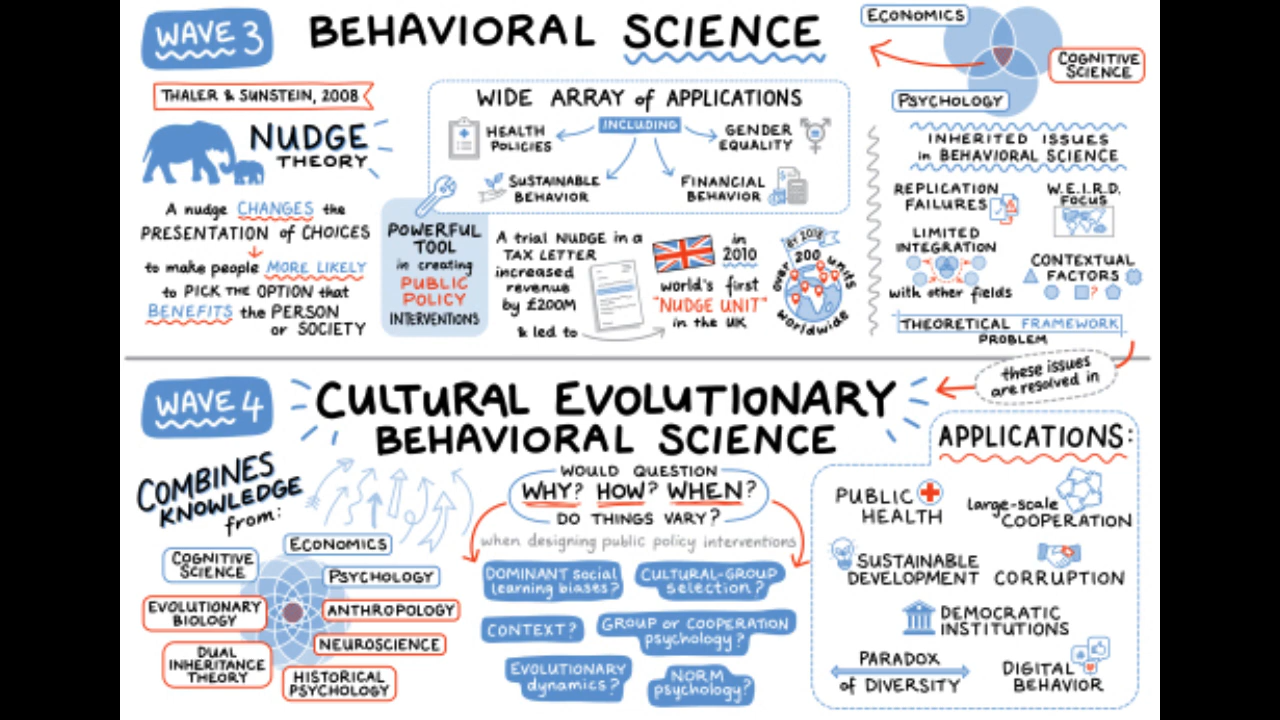 WAVE 3
BEHAVIORAL SCIENCE
ECONOMICS
COGNITIVE
SCIENCE
PSYCHOLOGY
THALER & SUNSTEIN, 2008
NUDGE
THEORY
A nudge CHANGES the
PRESENTATION of CHOICES
to make people MORE LIKELY
to PICK THE OPTION that
BENEFITS the PERSON
or SOCIETY
WIDE ARRAY of APPLICATIONS
INCLUDING
HEALTH
POLICIES
GENDER
EQUALITY
SUSTAINABLE
BEHAVIOR
FINANCIAL
BEHAVIOR
POWERFUL
TOOL
in creating
PUBLIC
POLICY
INTERVENTIONS
A trial NUDGE in a
TAX LETTER
increased
revenue
by £200M
& led to
in
2010
world's first
"NUDGE UNIT"
in the UK
BY 2018
over 200 units
worldwide
INHERITED ISSUES
in BEHAVIORAL SCIENCE
REPLICATION
FAILURES
W.E.I.R.D.
FOCUS
LIMITED
INTEGRATION
with other fields
CONTEXTUAL
FACTORS
?
THEORETICAL FRAMEWORK
PROBLEM
these issues
are resolved in
WAVE 4
CULTURAL EVOLUTIONARY
BEHAVIORAL SCIENCE
COMBINES
KNOWLEDGE
from:
ECONOMICS
COGNITIVE
SCIENCE
PSYCHOLOGY
EVOLUTIONARY
BIOLOGY
ANTHROPOLOGY
NEUROSCIENCE
DUAL
INHERITANCE
THEORY
HISTORICAL
PSYCHOLOGY
WOULD QUESTION
WHY? HOW? WHEN?
DO THINGS VARY?
when designing public policy interventions
DOMINANT social
learning biases?
CULTURAL-GROUP
selection?
CONTEXT?
GROUP or COOPERATION
psychology?
EVOLUTIONARY
dynamics?
NORM
psychology?
APPLICATIONS:
PUBLIC
HEALTH
large-scale
COOPERATION
SUSTAINABLE
DEVELOPMENT
CORRUPTION
DEMOCRATIC
INSTITUTIONS
PARADOX
of DIVERSITY
DIGITAL
BEHAVIOR